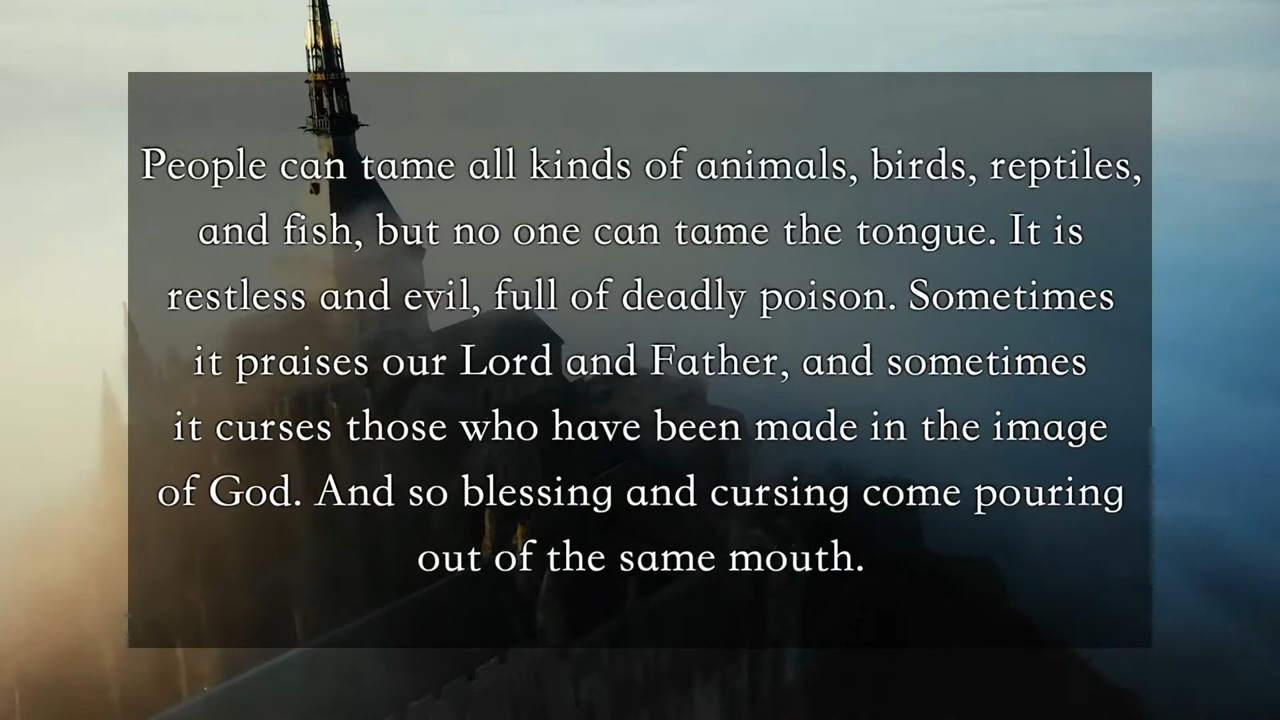 People can tame all kinds of animals, birds, reptiles,
and fish, but no one can tame the tongue. It is
restless and evil, full of deadly poison. Sometimes
it praises our Lord and Father, and sometimes
it curses those who have been made in the image
of God. And so blessing and cursing come pouring
out of the same mouth.